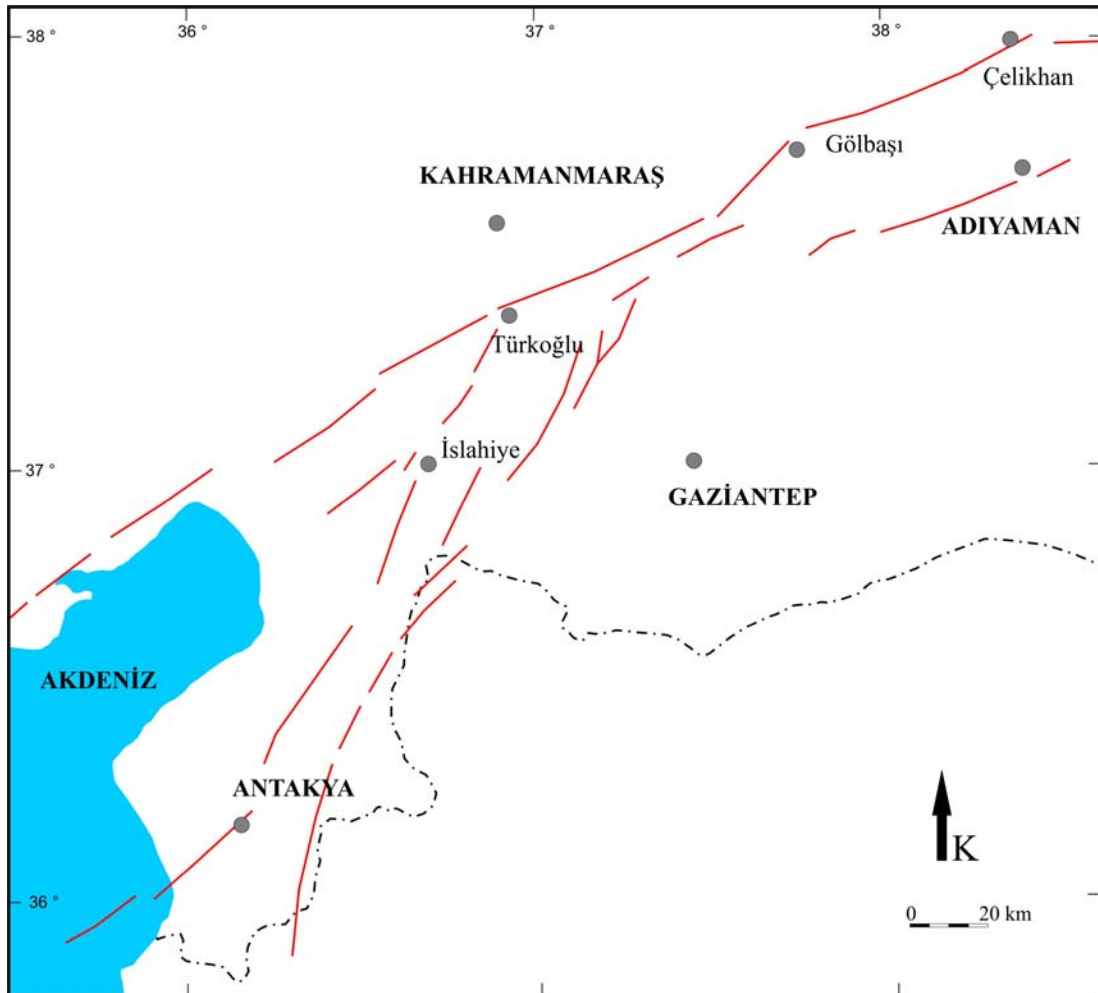 36 °
37 °
38 °
38 °
Çelikhan
Gölbaşı
KAHRAMANMARAŞ
ADIYAMAN
Türkoğlu
İslahiye
37 °
GAZİANTEP
AKDENİZ
ANTAKYA
K
36 °
0 20 km